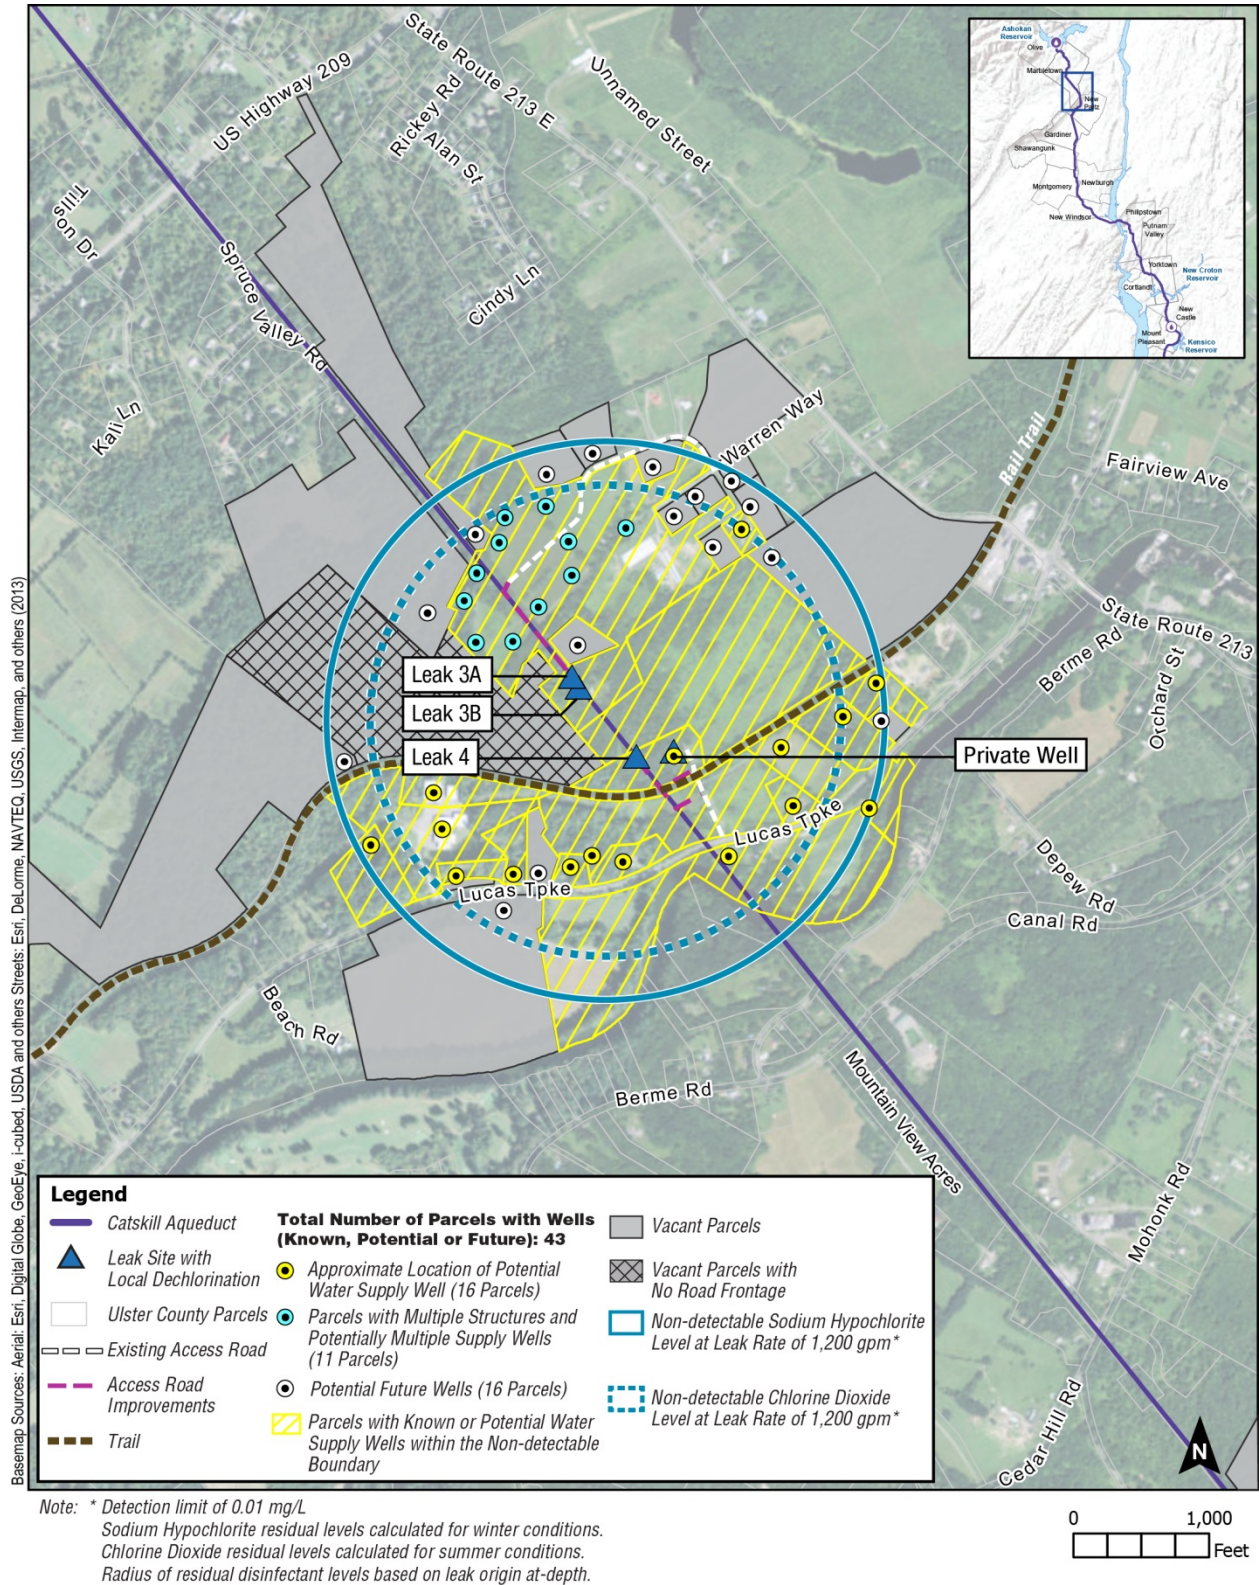 Ashokan
Reservoir
Olive
Marbletown
New
Paltz
Gardiner
Shawangunk
Montgomery
Newburgh
New Windsor
Philipstown
Putnam
Valley
Yorktown
New Croton
Reservoir
Cortlandt
New
Castle
Mount
Pleasant
Kensico
Reservoir
US Highway 209
State Route 213 E
Rickey Rd
Alan St
Unnamed Street
Tillson Dr
Spruce Valley Rd
Cindy Ln
Kali Ln
Warren Way
Rail Trail
Fairview Ave
State Route 213
Berme Rd
Orchard St
Leak 3A
Leak 3B
Leak 4
Private Well
Lucas Tpke
Lucas Tpke
Depew Rd
Canal Rd
Beach Rd
Berme Rd
Mountain View Acres
Mohonk Rd
Cedar Hill Rd
Basemap Sources: Aerial: Esri, Digital Globe, GeoEye, i-cubed, USDA and others Streets: Esri, DeLorme, NAVTEQ, USGS, Intermap, and others (2013)
Legend
Catskill Aqueduct
Leak Site with
Local Dechlorination
Ulster County Parcels
Existing Access Road
Access Road
Improvements
Trail
Total Number of Parcels with Wells
(Known, Potential or Future): 43
Approximate Location of Potential
Water Supply Well (16 Parcels)
Parcels with Multiple Structures and
Potentially Multiple Supply Wells
(11 Parcels)
Potential Future Wells (16 Parcels)
Parcels with Known or Potential Water
Supply Wells within the Non-detectable
Boundary
Vacant Parcels
Vacant Parcels with
No Road Frontage
Non-detectable Sodium Hypochlorite
Level at Leak Rate of 1,200 gpm*
Non-detectable Chlorine Dioxide
Level at Leak Rate of 1,200 gpm*
N
Note: * Detection limit of 0.01 mg/L
Sodium Hypochlorite residual levels calculated for winter conditions.
Chlorine Dioxide residual levels calculated for summer conditions.
Radius of residual disinfectant levels based on leak origin at-depth.
0 1,000
Feet